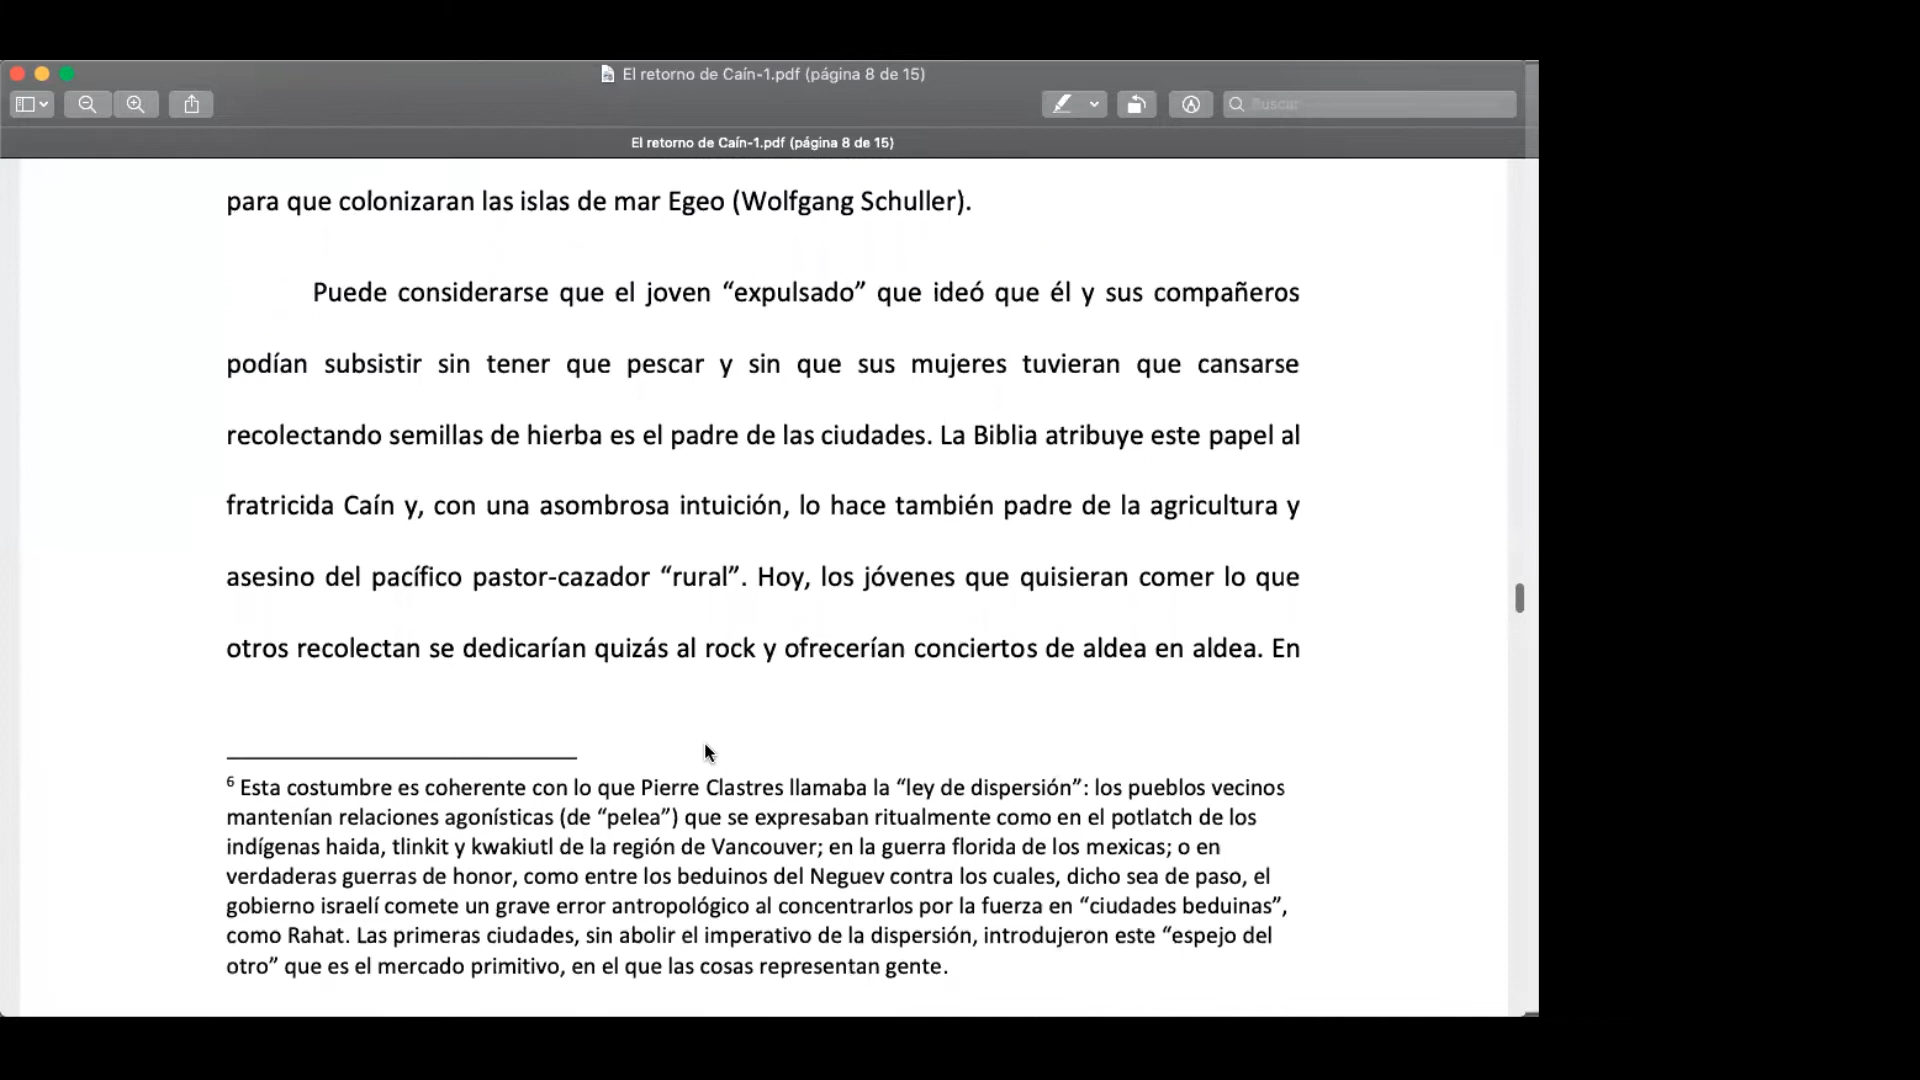 El retorno de Caín-1.pdf (página 8 de 15)
Buscar
El retorno de Caín-1.pdf (página 8 de 15)
para que colonizaran las islas de mar Egeo (Wolfgang Schuller).
Puede considerarse que el joven “expulsado” que ideó que él y sus compañeros
podían subsistir sin tener que pescar y sin que sus mujeres tuvieran que cansarse
recolectando semillas de hierba es el padre de las ciudades. La Biblia atribuye este papel al
fratricida Caín y, con una asombrosa intuición, lo hace también padre de la agricultura y
asesino del pacífico pastor-cazador “rural”. Hoy, los jóvenes que quisieran comer lo que
otros recolectan se dedicarían quizás al rock y ofrecerían conciertos de aldea en aldea. En
6 Esta costumbre es coherente con lo que Pierre Clastres llamaba la “ley de dispersión”: los pueblos vecinos
mantenían relaciones agonísticas (de “pelea”) que se expresaban ritualmente como en el potlatch de los
indígenas haida, tlinkit y kwakiutl de la región de Vancouver; en la guerra florida de los mexicas; o en
verdaderas guerras de honor, como entre los beduinos del Neguev contra los cuales, dicho sea de paso, el
gobierno israelí comete un grave error antropológico al concentrarlos por la fuerza en “ciudades beduinas”,
como Rahat. Las primeras ciudades, sin abolir el imperativo de la dispersión, introdujeron este “espejo del
otro” que es el mercado primitivo, en el que las cosas representan gente.